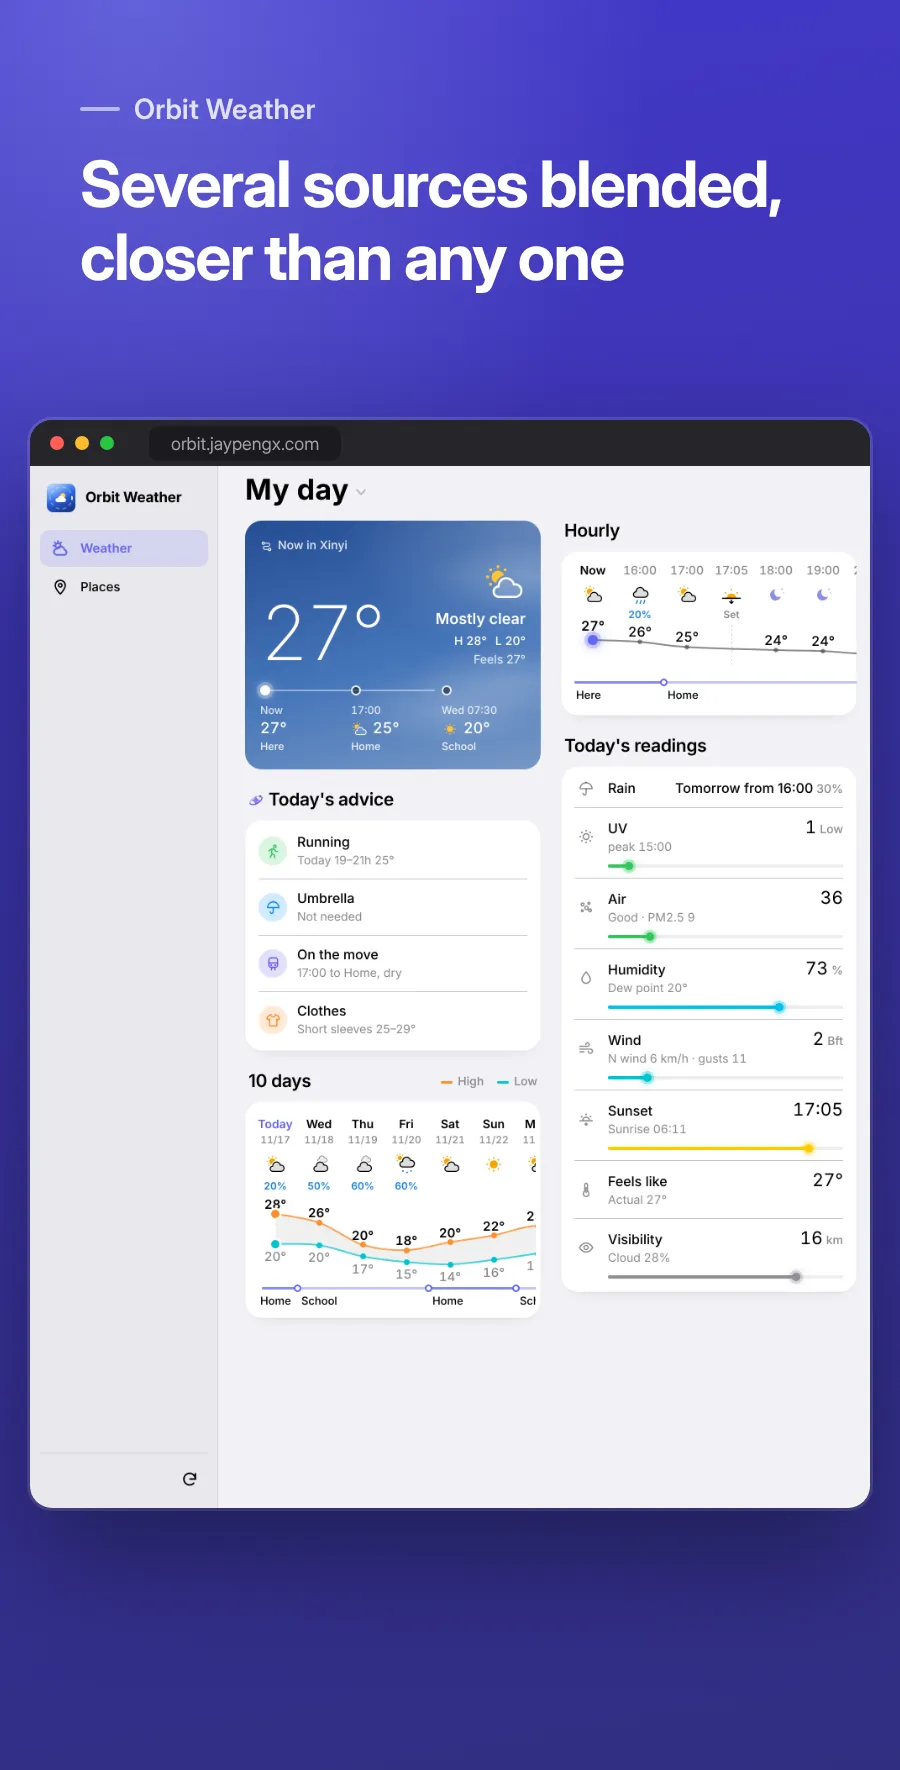 Orbit Weather
Several sources blended,
closer than any one
orbit.jaypengx.com
Orbit Weather
Weather
Places
My day
Now in Xinyi
27°
Mostly clear
H 28° L 20°
Feels 27°
Now 17:00 Wed 07:30
27° 25° 20°
Here Home School
Today's advice
Running
Today 19–21h 25°
Umbrella
Not needed
On the move
17:00 to Home, dry
Clothes
Short sleeves 25–29°
10 days High Low
Today Wed Thu Fri Sat Sun M
11/17 11/18 11/19 11/20 11/21 11/22 11
20% 50% 60% 60%
28° 26° 20° 18° 20° 22° 2
20° 20° 17° 15° 14° 16° 1
Home School Home Scl
Hourly
Now 16:00 17:00 17:05 18:00 19:00 2
20% Set
27° 26° 25° 24° 24°
Here Home
Today's readings
Rain Tomorrow from 16:00 30%
UV 1 Low
peak 15:00
Air 36
Good · PM2.5 9
Humidity 73 %
Dew point 20°
Wind 2 Bft
N wind 6 km/h · gusts 11
Sunset 17:05
Sunrise 06:11
Feels like 27°
Actual 27°
Visibility 16 km
Cloud 28%